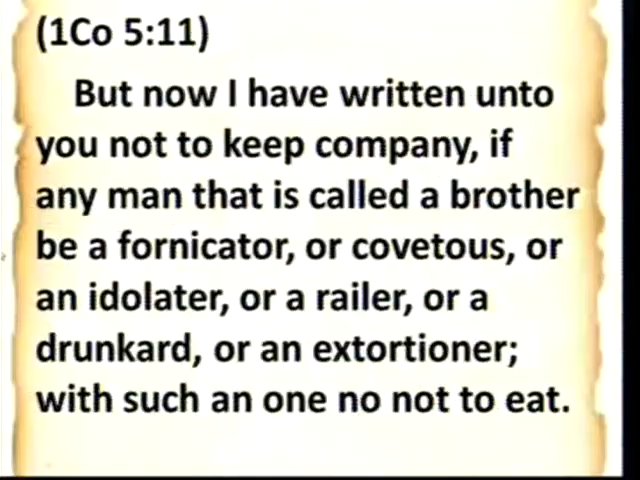 (1Co 5:11)
But now I have written unto
you not to keep company, if
any man that is called a brother
be a fornicator, or covetous, or
an idolater, or a railer, or a
drunkard, or an extortioner;
with such an one no not to eat.